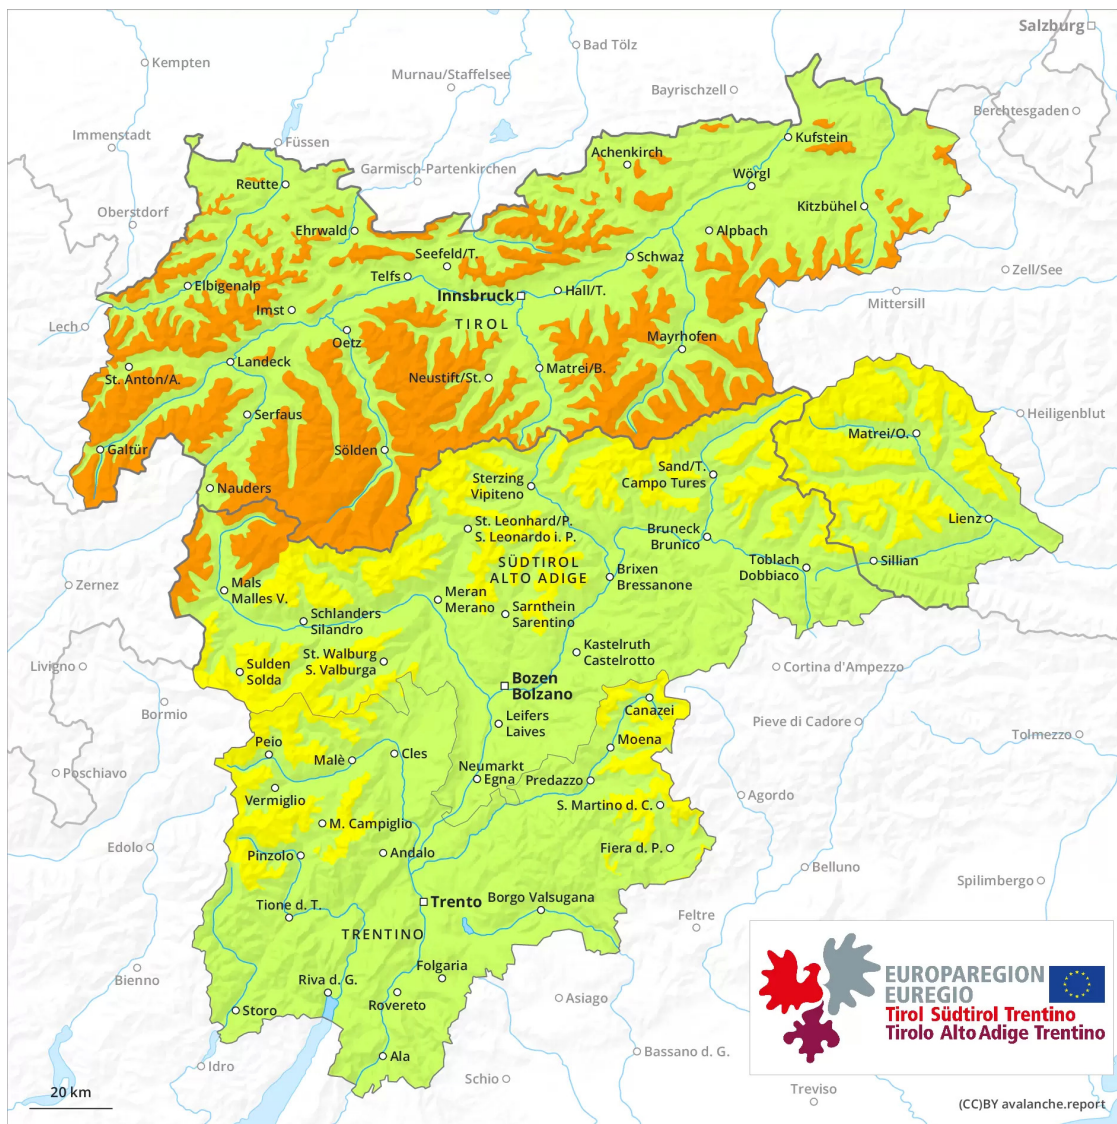 Salzburg
Bad Tölz
Kempten
Murnau/Staffelsee
Bayrischzell
Berchtesgaden
Immenstadt
Füssen
Kufstein
Achenkirch
Garmisch-Partenkirchen
Wörgl
Reutte
Oberstdorf
Kitzbühel
Ehrwald
Alpbach
Seefeld/T.
Schwaz
Zell/See
Telfs
Elbigenalp
Innsbruck
Hall/T.
Mittersill
Imst
TIROL
Lech
Oetz
Mayrhofen
Landeck
Matrei/B.
St. Anton/A.
Neustift/St.
Serfaus
Heiligenblut
Matrei/O.
Galtür
Sölden
Sand/T.
Campo Tures
Sterzing
Vipiteno
Nauders
Lienz
St. Leonhard/P.
S. Leonardo i. P.
Bruneck
Brunico
SÜDTIROL
ALTO ADIGE
Toblach
Dobbiaco
Sillian
Brixen
Bressanone
Zernez
Mals
Malles V.
Meran
Merano
Sarnthein
Sarentino
Schlanders
Silandro
Kastelruth
Castelrotto
St. Walburg
S. Valburga
Livigno
Sulden
Solda
Cortina d'Ampezzo
Bozen
Bolzano
Canazei
Bormio
Leifers
Laives
Pieve di Cadore
Tolmezzo
Peio
Moena
Cles
Malè
Poschiavo
Neumarkt
Egna
Predazzo
Agordo
Vermiglio
S. Martino d. C.
M. Campiglio
Edolo
Pinzolo
Andalo
Fiera d. P.
Belluno
Spilimbergo
Trento
Borgo Valsugana
Tione d. T.
Feltre
TRENTINO
Bienno
Folgaria
Riva d. G.
Rovereto
Asiago
Storo
EUROPAREGION
EUREGIO
Tirol Südtirol Trentino
Tirolo Alto Adige Trentino
Ala
Bassano d. G.
Idro
Schio
Treviso
20 km
(CC)BY avalanche.report